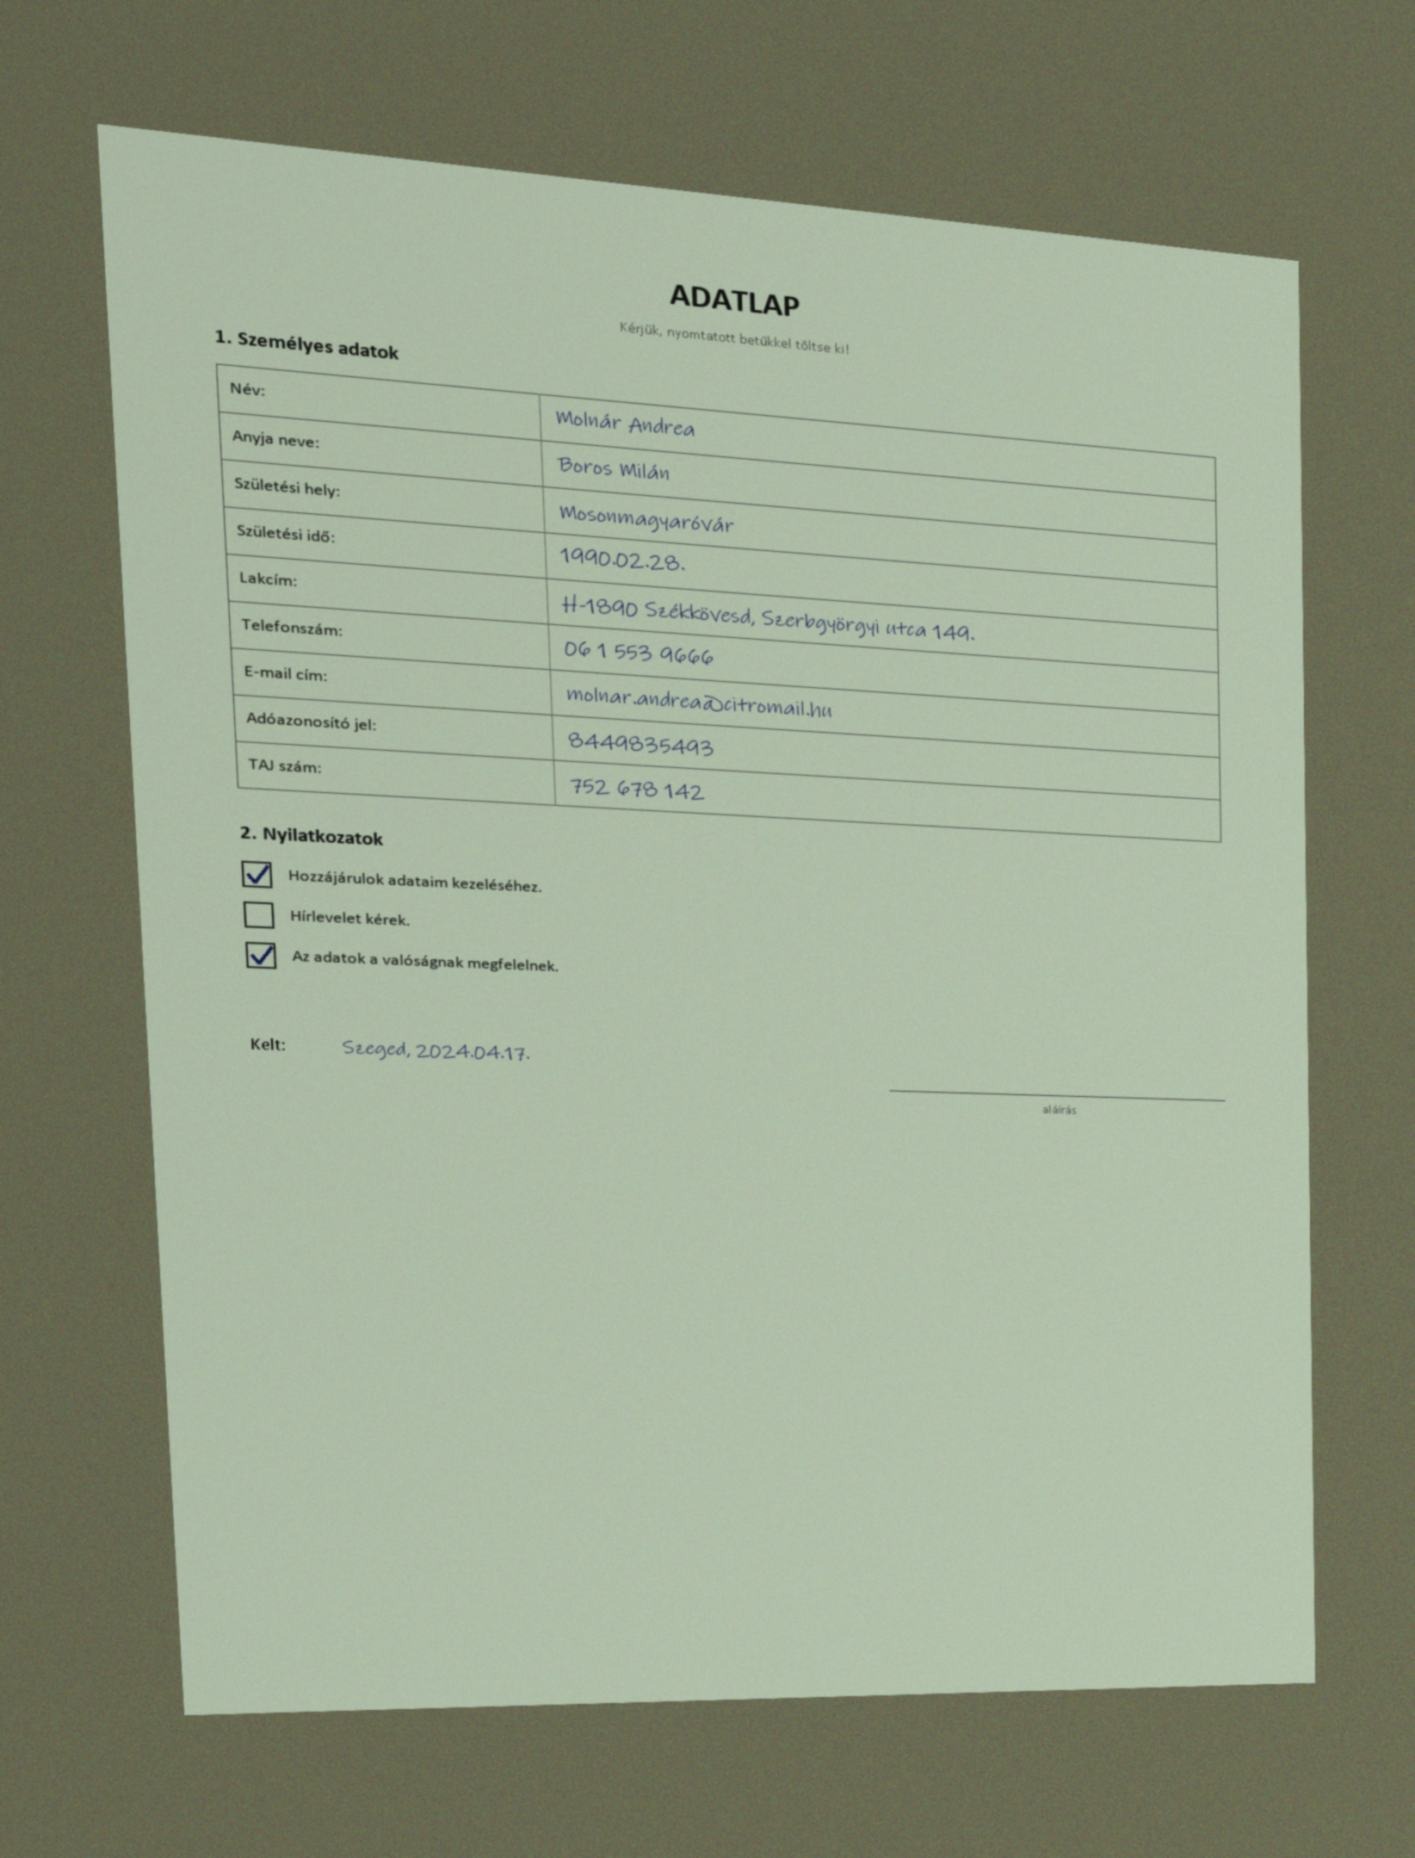 ADATLAP
Kérjük, nyomtatott betűkkel töltse ki!
1. Személyes adatok
Név: Molnár Andrea
Anyja neve: Boros Milán
Születési hely: Mosonmagyaróvár
Születési idő: 1990.02.28.
Lakcím: H-1890 Székkövesd, Szerbgyörgyi utca 149.
Telefonszám: 06 1 553 9666
E-mail cím: molnar.andrea@citromail.hu
Adóazonosító jel: 8449835493
TAJ szám: 752 678 142
2. Nyilatkozatok
Hozzájárulok adataim kezeléséhez.
Hírlevelet kérek.
Az adatok a valóságnak megfelelnek.
Kelt: Szeged, 2024.04.17.
aláírás